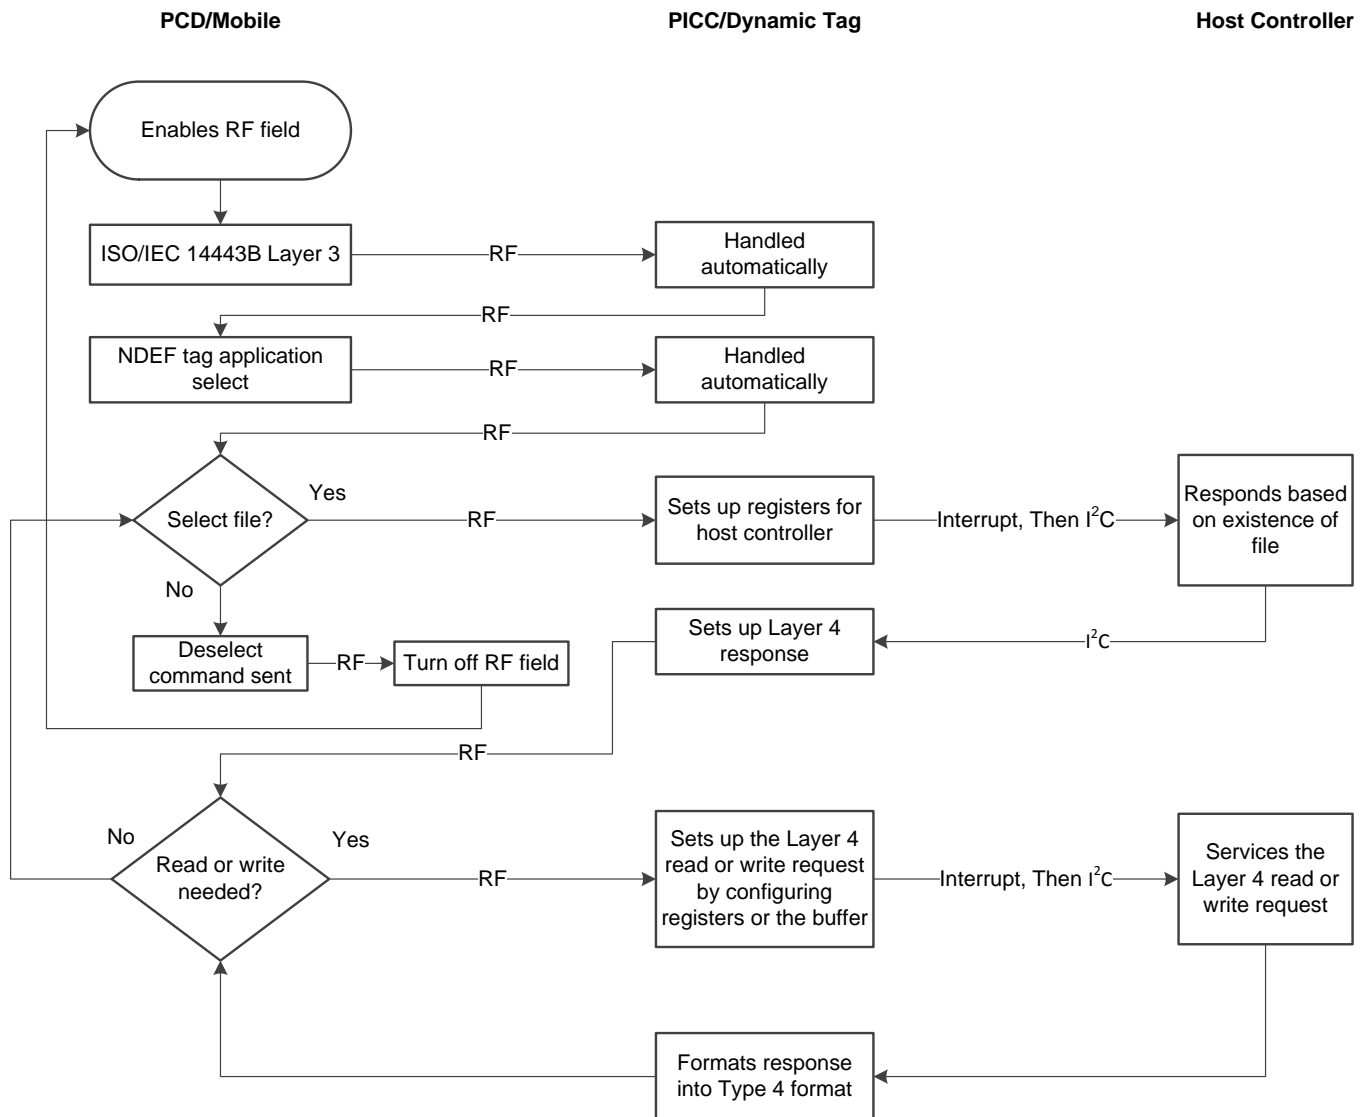 PCD/Mobile
PICC/Dynamic Tag
Host Controller
Enables RF field
ISO/IEC 14443B Layer 3
RF
Handled
automatically
RF
NDEF tag application
select
RF
Handled
automatically
RF
Select file?
Yes
RF
Sets up registers for
host controller
Interrupt, Then I²C
Responds based
on existence of
file
No
Deselect
command sent
RF
Turn off RF field
Sets up Layer 4
response
I²C
RF
Read or write
needed?
No
Yes
RF
Sets up the Layer 4
read or write request
by configuring
registers or the buffer
Interrupt, Then I²C
Services the
Layer 4 read or
write request
Formats response
into Type 4 format